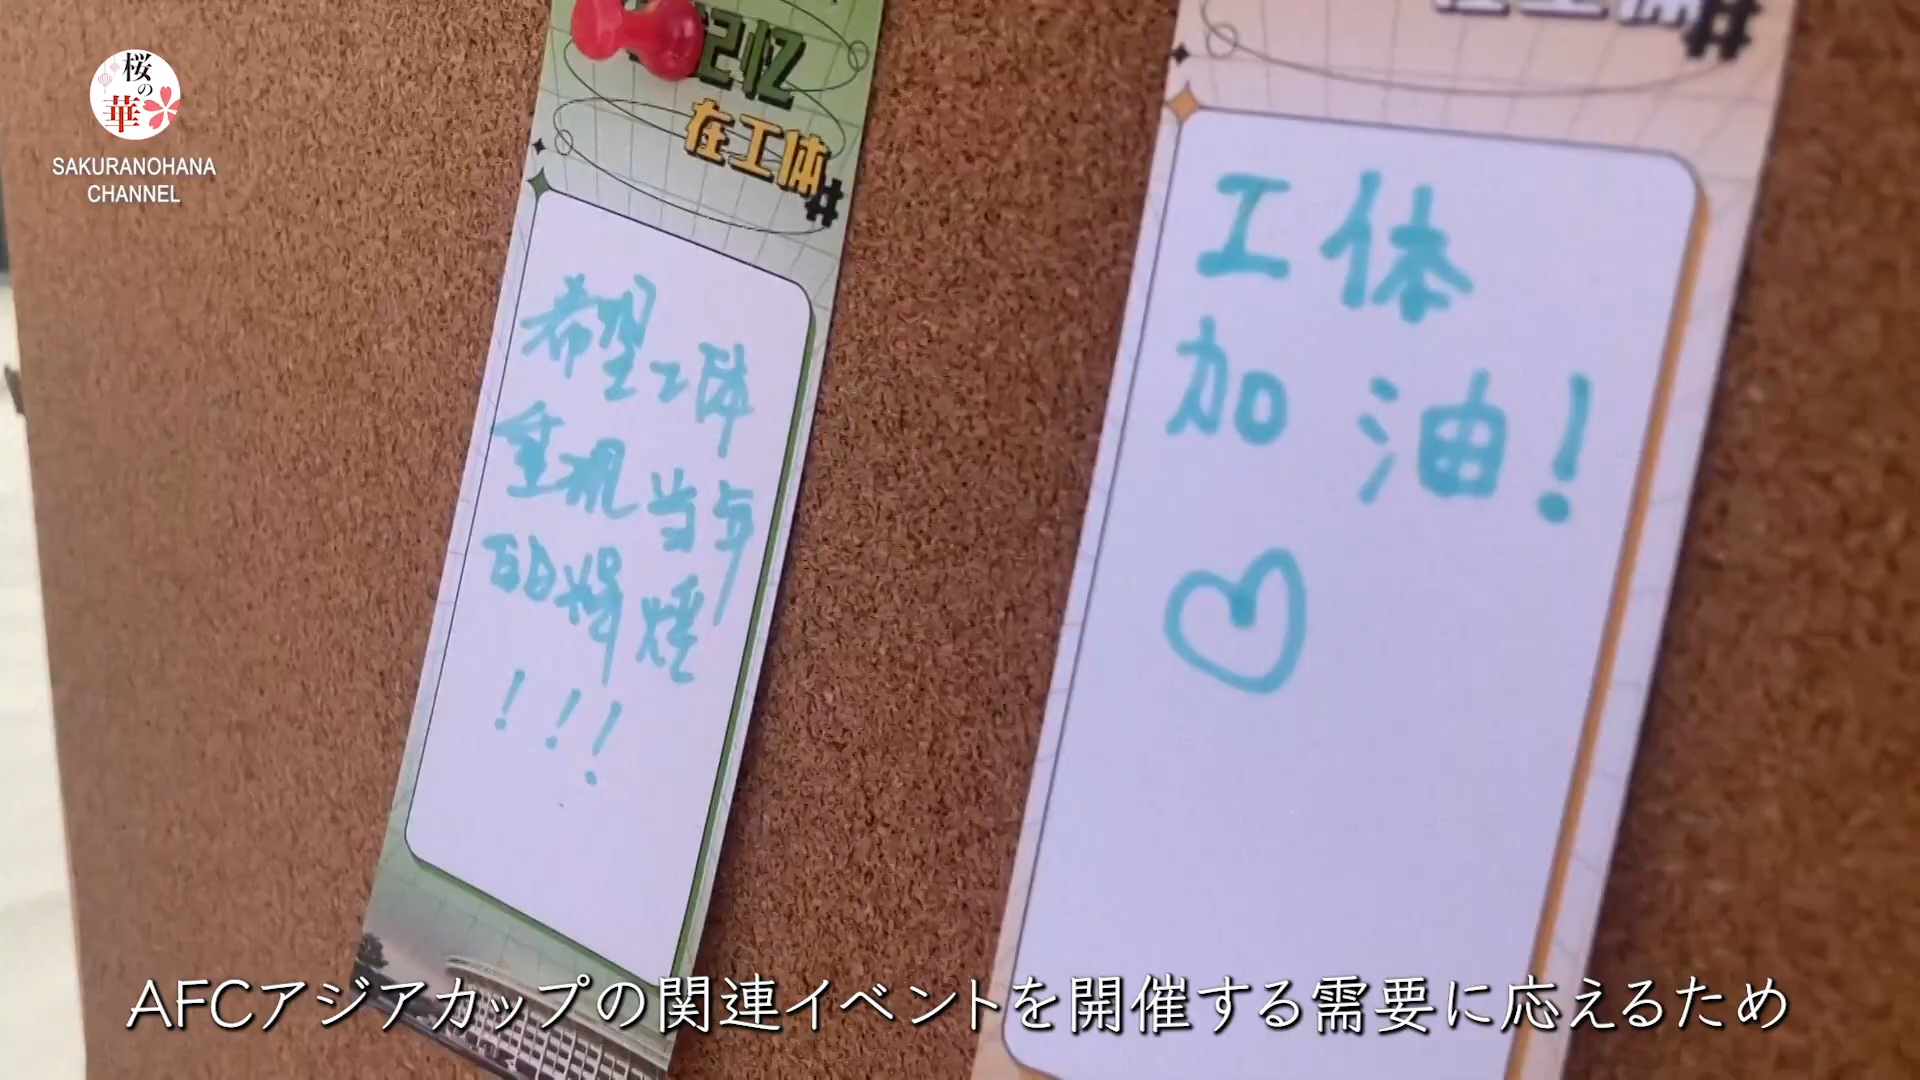 桜の
華
SAKURANOHANA
CHANNEL
记忆
在工体#
希望工体
重现当年
的辉煌
!!!
工体
加油!
AFCアジアカップの関連イベントを開催する需要に応えるため